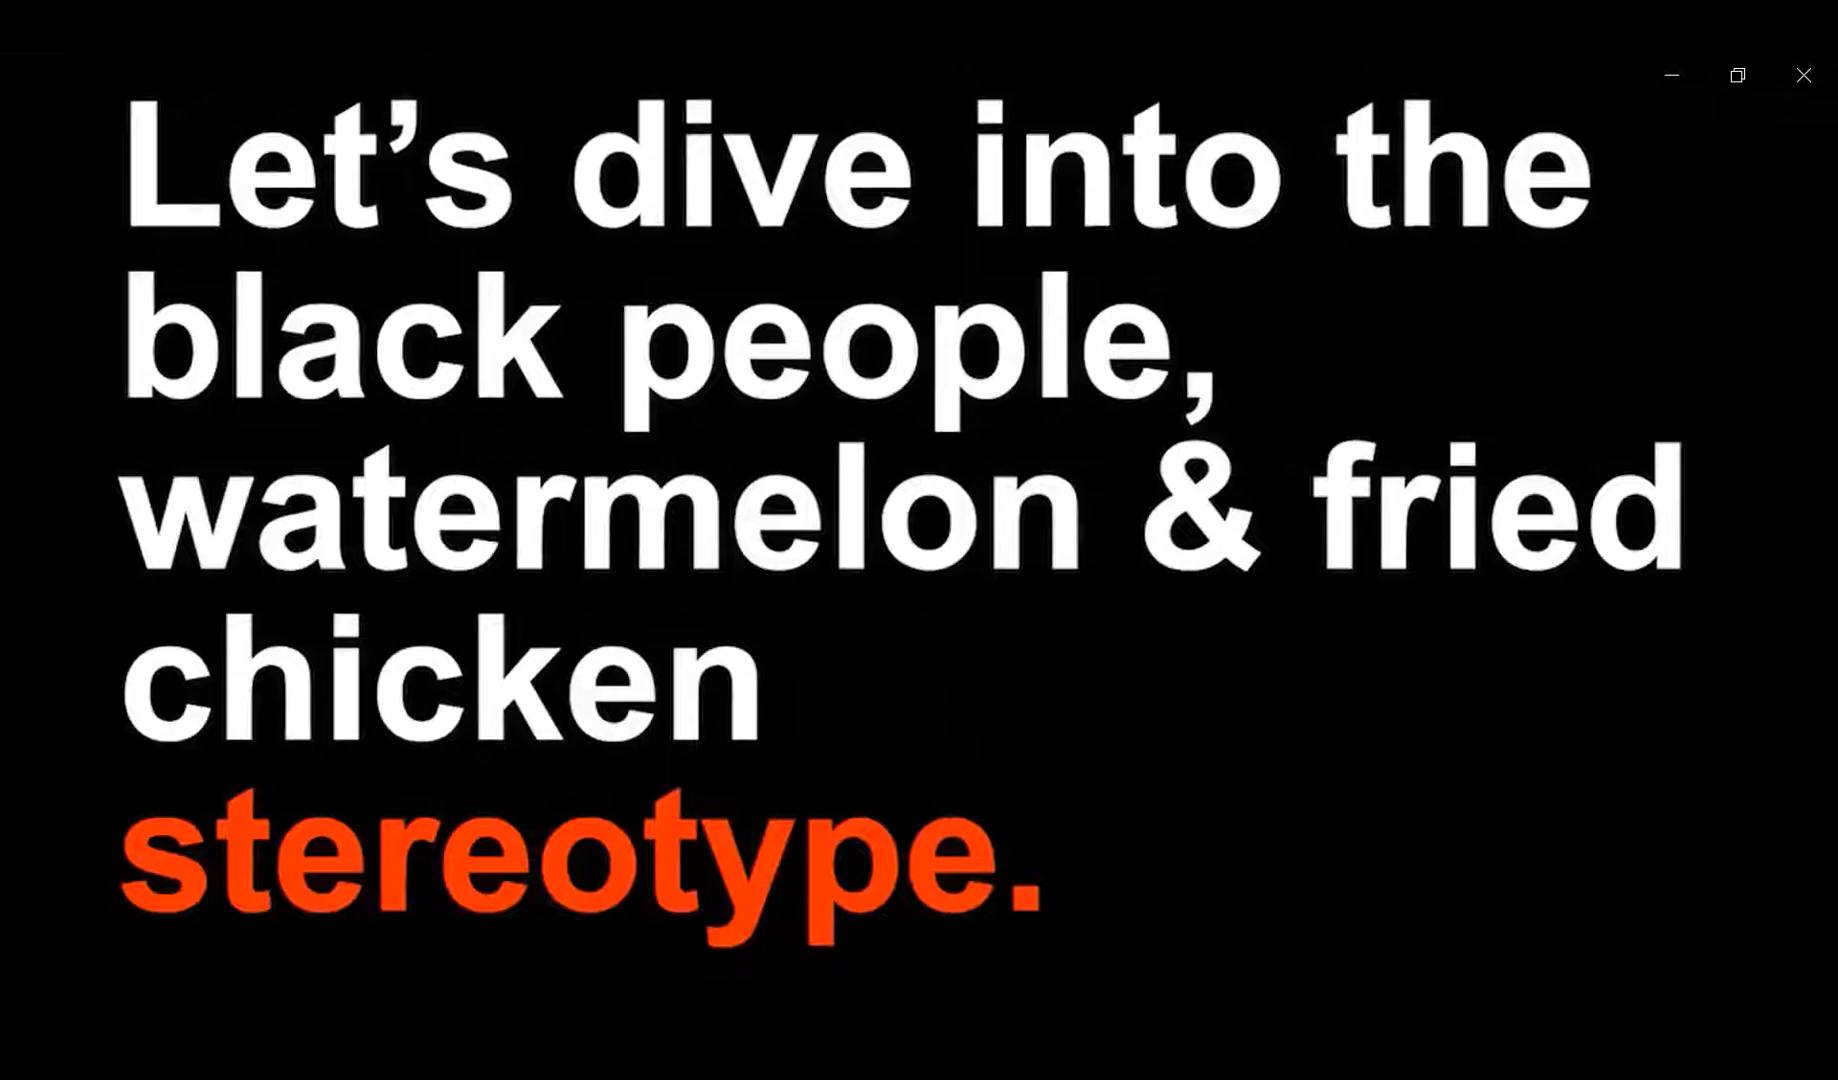 Let’s dive into the
black people,
watermelon & fried
chicken
stereotype.